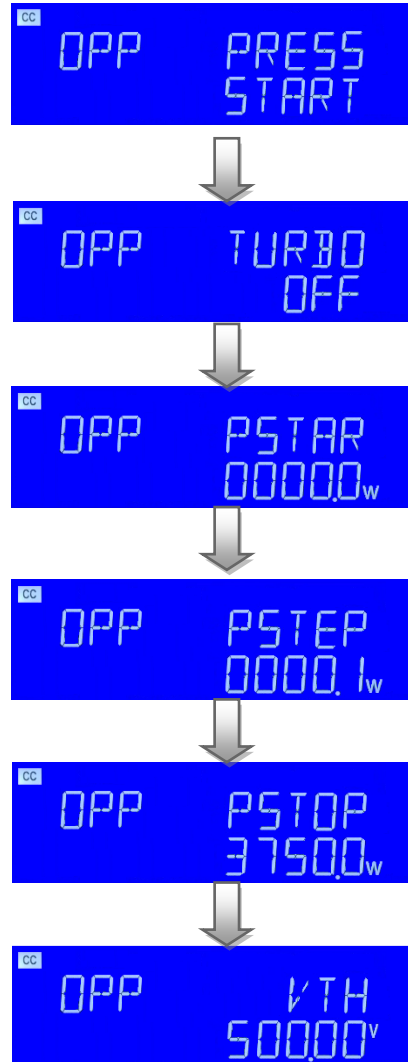 CC
OPP PRESS
START
CC
OPP TURBO
OFF
CC
OPP PSTAR
0000.0W
CC
OPP PSTEP
0000.1W
CC
OPP PSTOP
3750.0W
CC
OPP VTH
500.00V